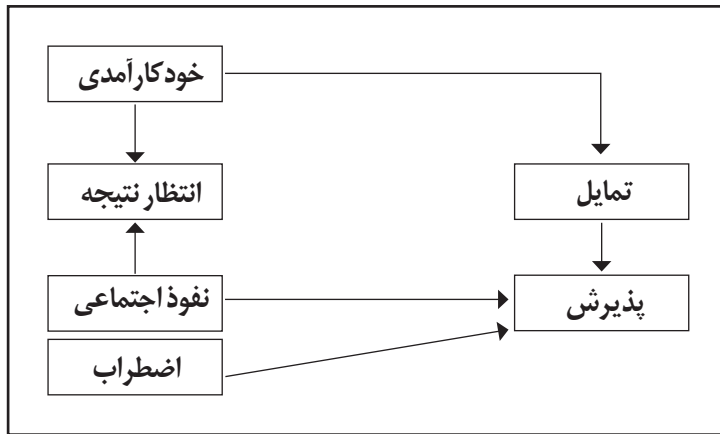 خودکارآمدی
انتظار نتیجه
تمایل
نفوذ اجتماعی
پذیرش
اضطراب